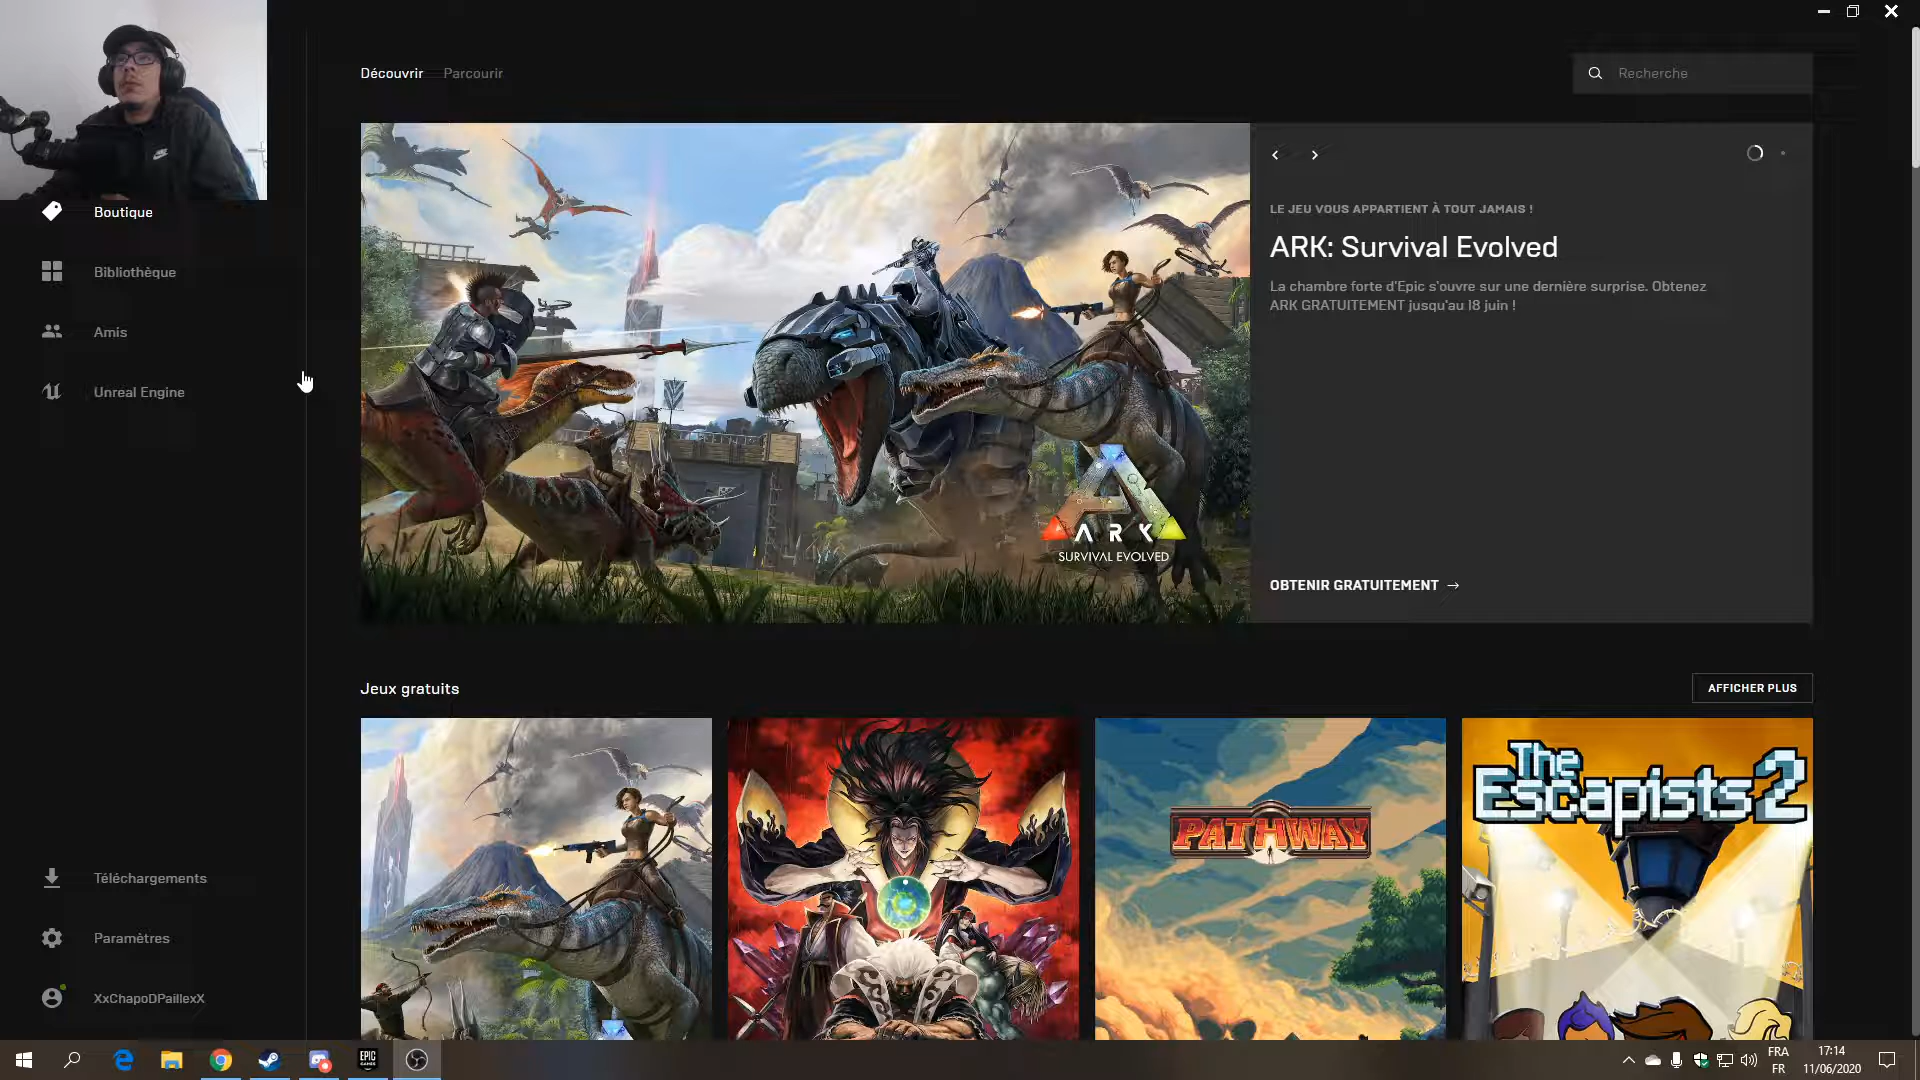 Découvrir
Parcourir
Recherche
Boutique
Bibliothèque
Amis
Unreal Engine
LE JEU VOUS APPARTIENT À TOUT JAMAIS !
ARK: Survival Evolved
La chambre forte d'Epic s'ouvre sur une dernière surprise. Obtenez
ARK GRATUITEMENT jusqu'au 18 juin !
ARK
SURVIVAL EVOLVED
OBTENIR GRATUITEMENT →
Jeux gratuits
AFFICHER PLUS
PATHWAY
The
Escapists 2
Téléchargements
Paramètres
XxChapoDPaillexX
EPIC
GAMES
FRA
FR
17:14
11/06/2020